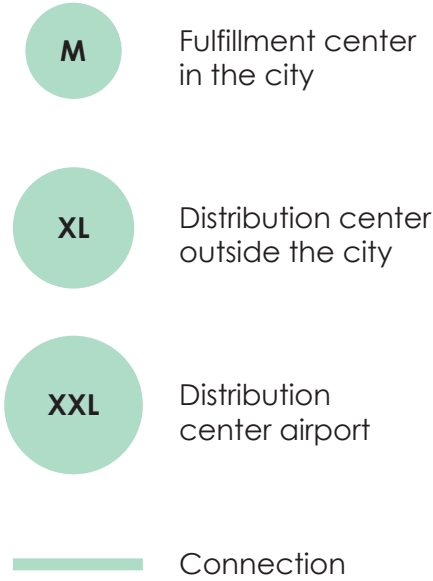 M
Fulfillment center
in the city
XL
Distribution center
outside the city
XXL
Distribution
center airport
Connection